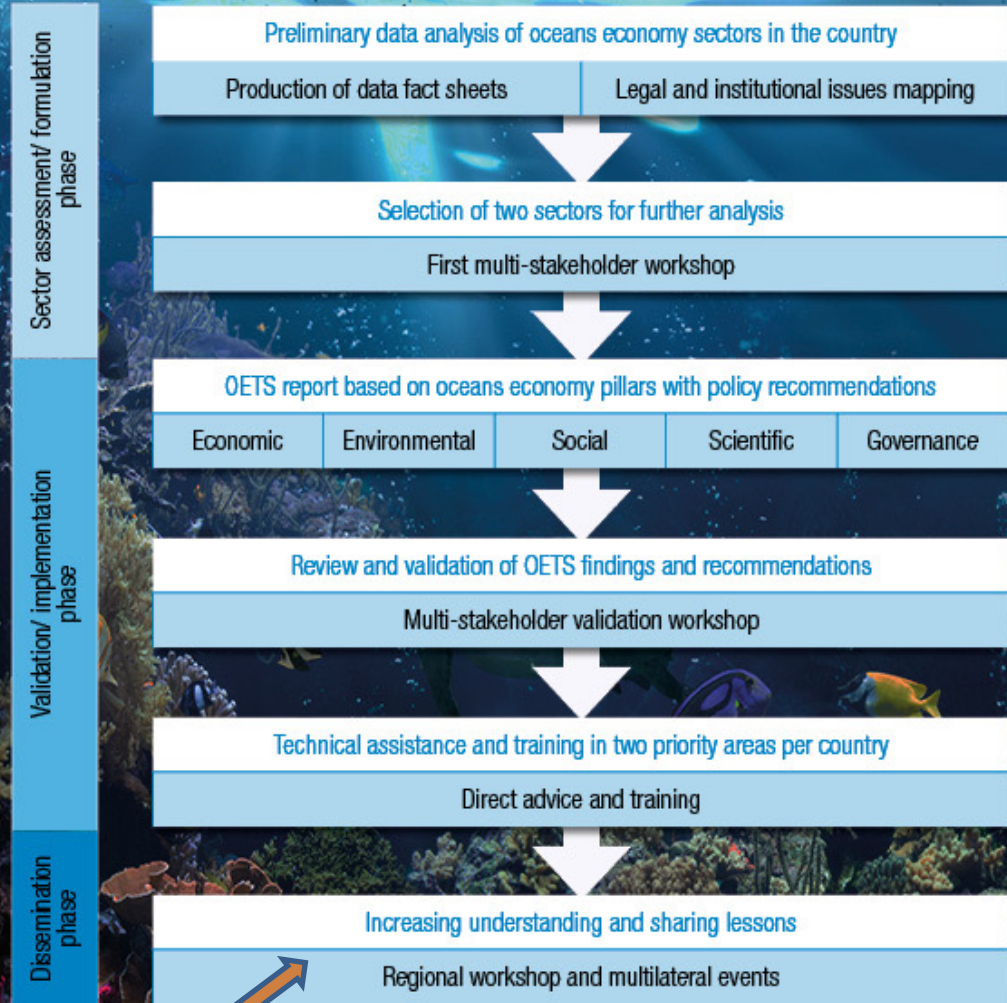 Sector assessment/ formulation
phase
Preliminary data analysis of oceans economy sectors in the country
Production of data fact sheets
Legal and institutional issues mapping
Selection of two sectors for further analysis
First multi-stakeholder workshop
Validation/ implementation
phase
OETS report based on oceans economy pillars with policy recommendations
Economic
Environmental
Social
Scientific
Governance
Review and validation of OETS findings and recommendations
Multi-stakeholder validation workshop
Technical assistance and training in two priority areas per country
Direct advice and training
Dissemination
phase
Increasing understanding and sharing lessons
Regional workshop and multilateral events